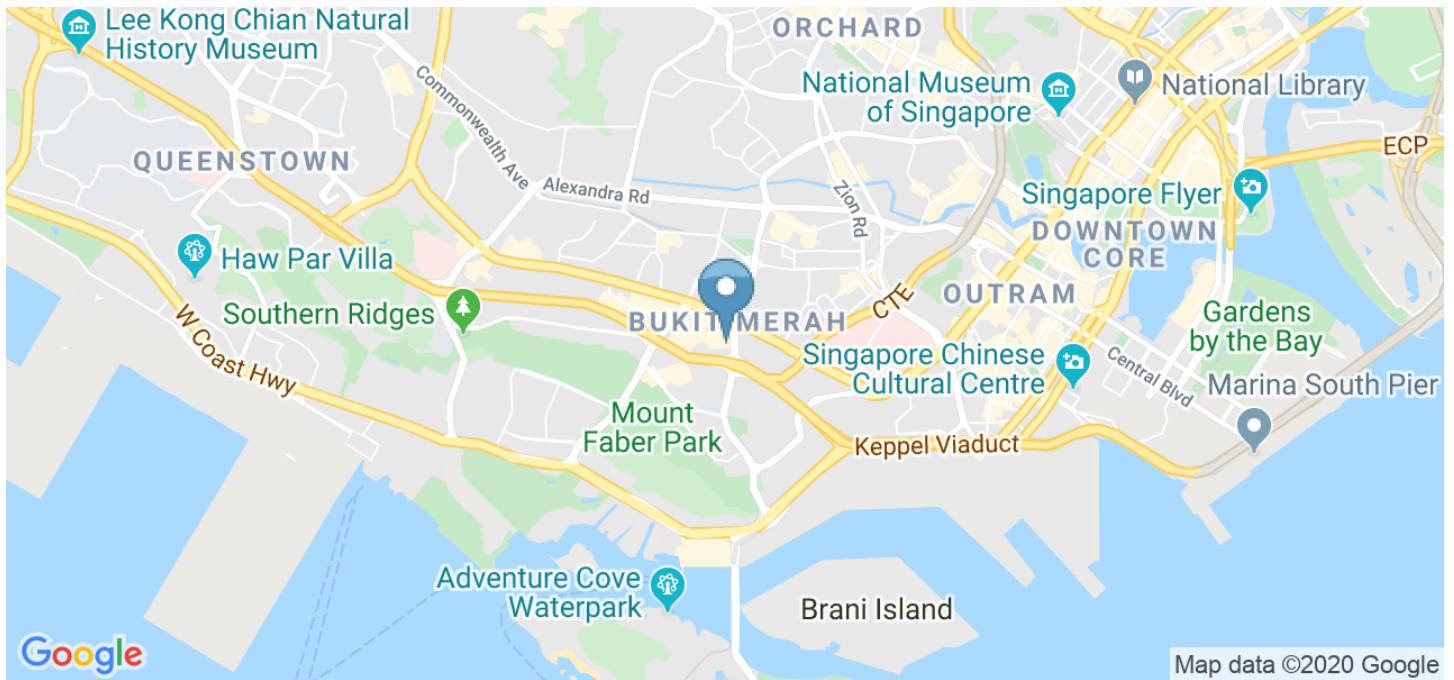 Lee Kong Chian Natural
History Museum
ORCHARD
Commonwealth Ave
National Museum
of Singapore
National Library
ECP
QUEENSTOWN
Alexandra Rd
Zion Rd
Singapore Flyer
DOWNTOWN
CORE
Haw Par Villa
OUTRAM
CTE
Southern Ridges
BUKIT MERAH
Gardens
by the Bay
W Coast Hwy
Singapore Chinese
Cultural Centre
Central Blvd
Marina South Pier
Mount
Faber Park
Keppel Viaduct
Adventure Cove
Waterpark
Brani Island
Google
Map data ©2020 Google